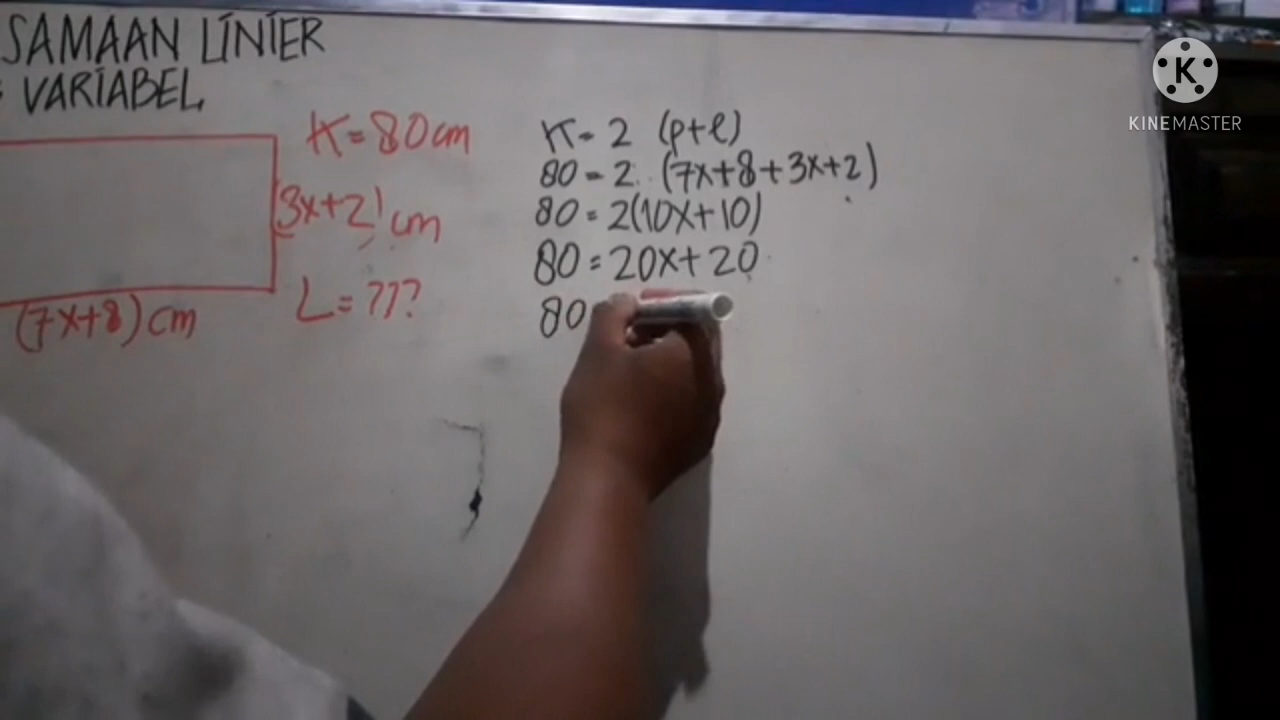 SAMAAN LINIER
VARIABEL
K = 80 cm
(3x+2) cm
(7x+8) cm
L = ???
K = 2 (p+l)
80 = 2 (7x+8+3x+2)
80 = 2(10x+10)
80 = 20x+20
80
K
KINEMASTER